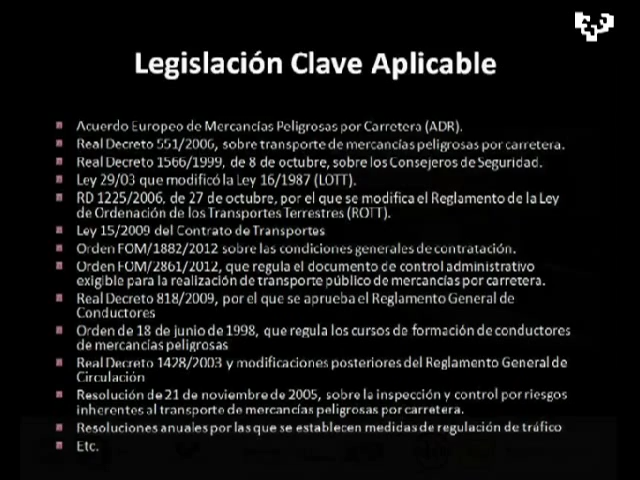 Legislación Clave Aplicable
Acuerdo Europeo de Mercancías Peligrosas por Carretera (ADR).
Real Decreto 551/2006, sobre transporte de mercancías peligrosas por carretera.
Real Decreto 1566/1999, de 8 de octubre, sobre los Consejeros de Seguridad.
Ley 29/03 que modificó la Ley 16/1987 (LOTT).
RD 1225/2006, de 27 de octubre, por el que se modifica el Reglamento de la Ley
de Ordenación de los Transportes Terrestres (ROTT).
Ley 15/2009 del Contrato de Transportes
Orden FOM/1882/2012 sobre las condiciones generales de contratación.
Orden FOM/2861/2012, que regula el documento de control administrativo
exigible para la realización de transporte público de mercancías por carretera.
Real Decreto 818/2009, por el que se aprueba el Reglamento General de
Conductores
Orden de 18 de junio de 1998, que regula los cursos de formación de conductores
de mercancías peligrosas
Real Decreto 1428/2003 y modificaciones posteriores del Reglamento General de
Circulación
Resolución de 21 de noviembre de 2005, sobre la inspección y control por riesgos
inherentes al transporte de mercancías peligrosas por carretera.
Resoluciones anuales por las que se establecen medidas de regulación de tráfico
Etc.